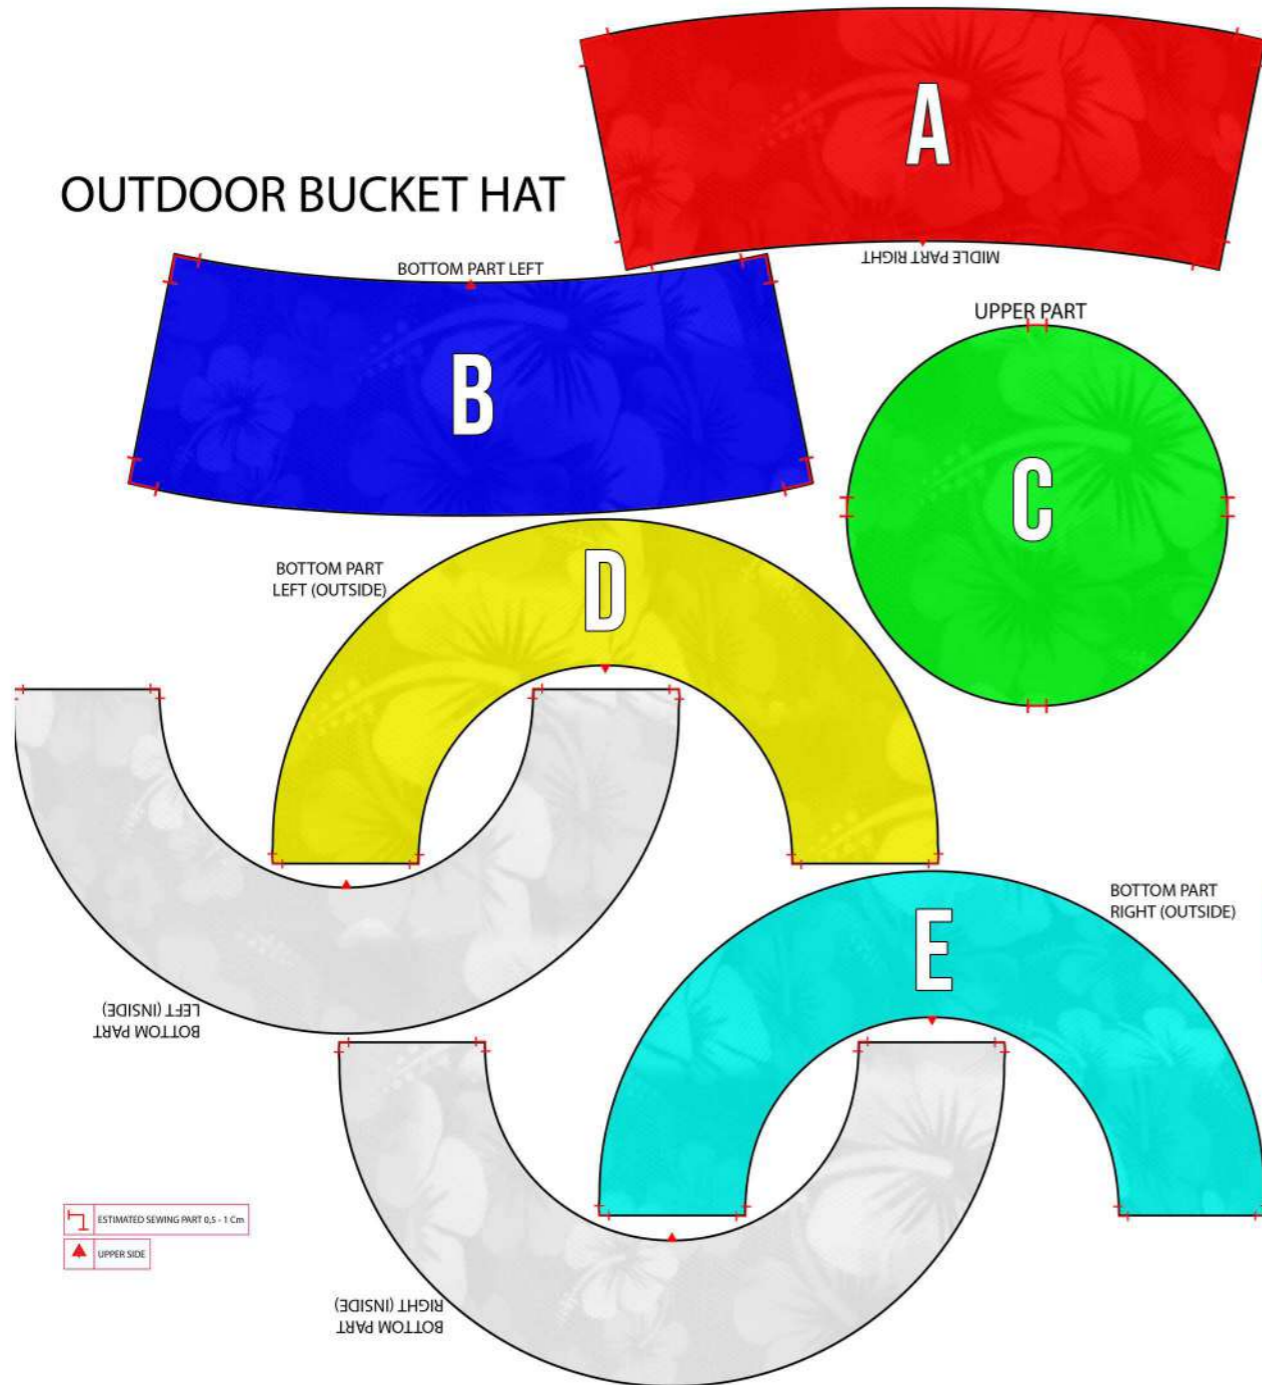 A
OUTDOOR BUCKET HAT
MIDLE PART RIGHT
BOTTOM PART LEFT
B
UPPER PART
C
BOTTOM PART
LEFT (OUTSIDE)
D
BOTTOM PART
RIGHT (OUTSIDE)
E
BOTTOM PART
LEFT (INSIDE)
ESTIMATED SEWING PART 0,5 - 1 Cm
UPPER SIDE
BOTTOM PART
RIGHT (INSIDE)